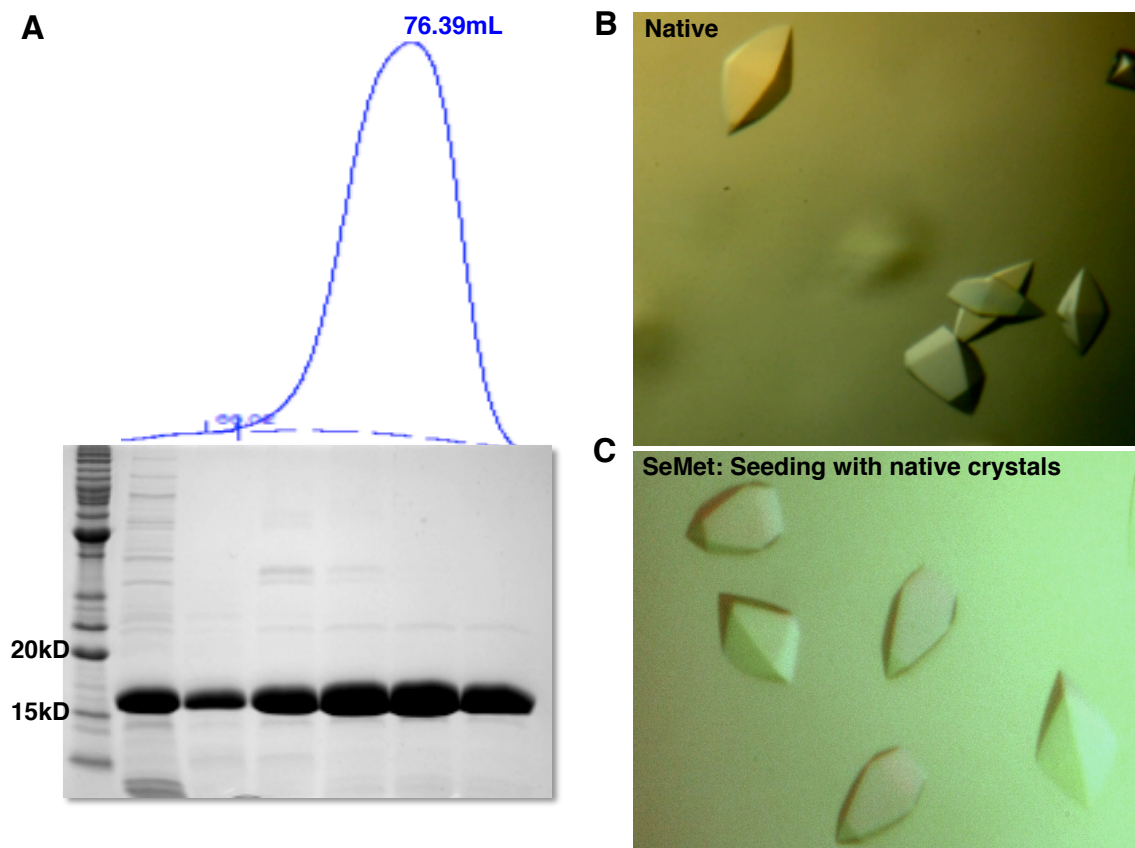 A
76.39mL
20kD
15kD
B
Native
C
SeMet: Seeding with native crystals